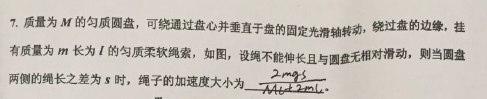 7. 质量为 M 的匀质圆盘，可绕通过盘心并垂直于盘的固定光滑轴转动，绕过盘的边缘，挂
有质量为 m 长为 l 的匀质柔软绳索，如图，设绳不能伸长且与圆盘无相对滑动，则当圆盘
两侧的绳长之差为 s 时，绳子的加速度大小为 2mgs / Ml+2mL.